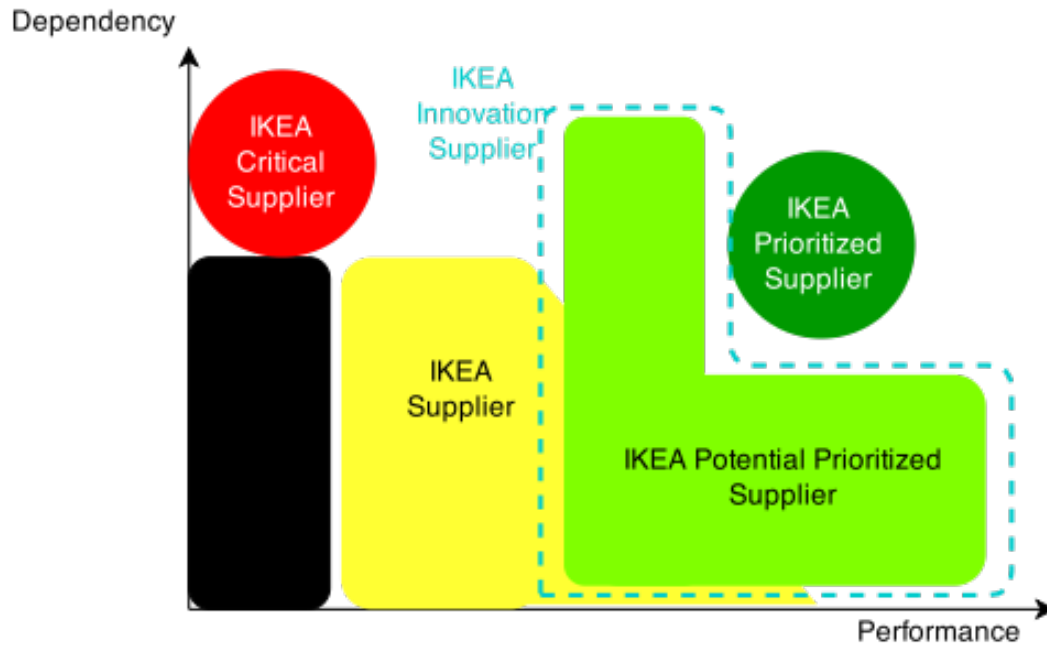 Dependency
IKEA
Critical
Supplier
IKEA
Innovation
Supplier
IKEA
Prioritized
Supplier
IKEA
Supplier
IKEA Potential Prioritized
Supplier
Performance